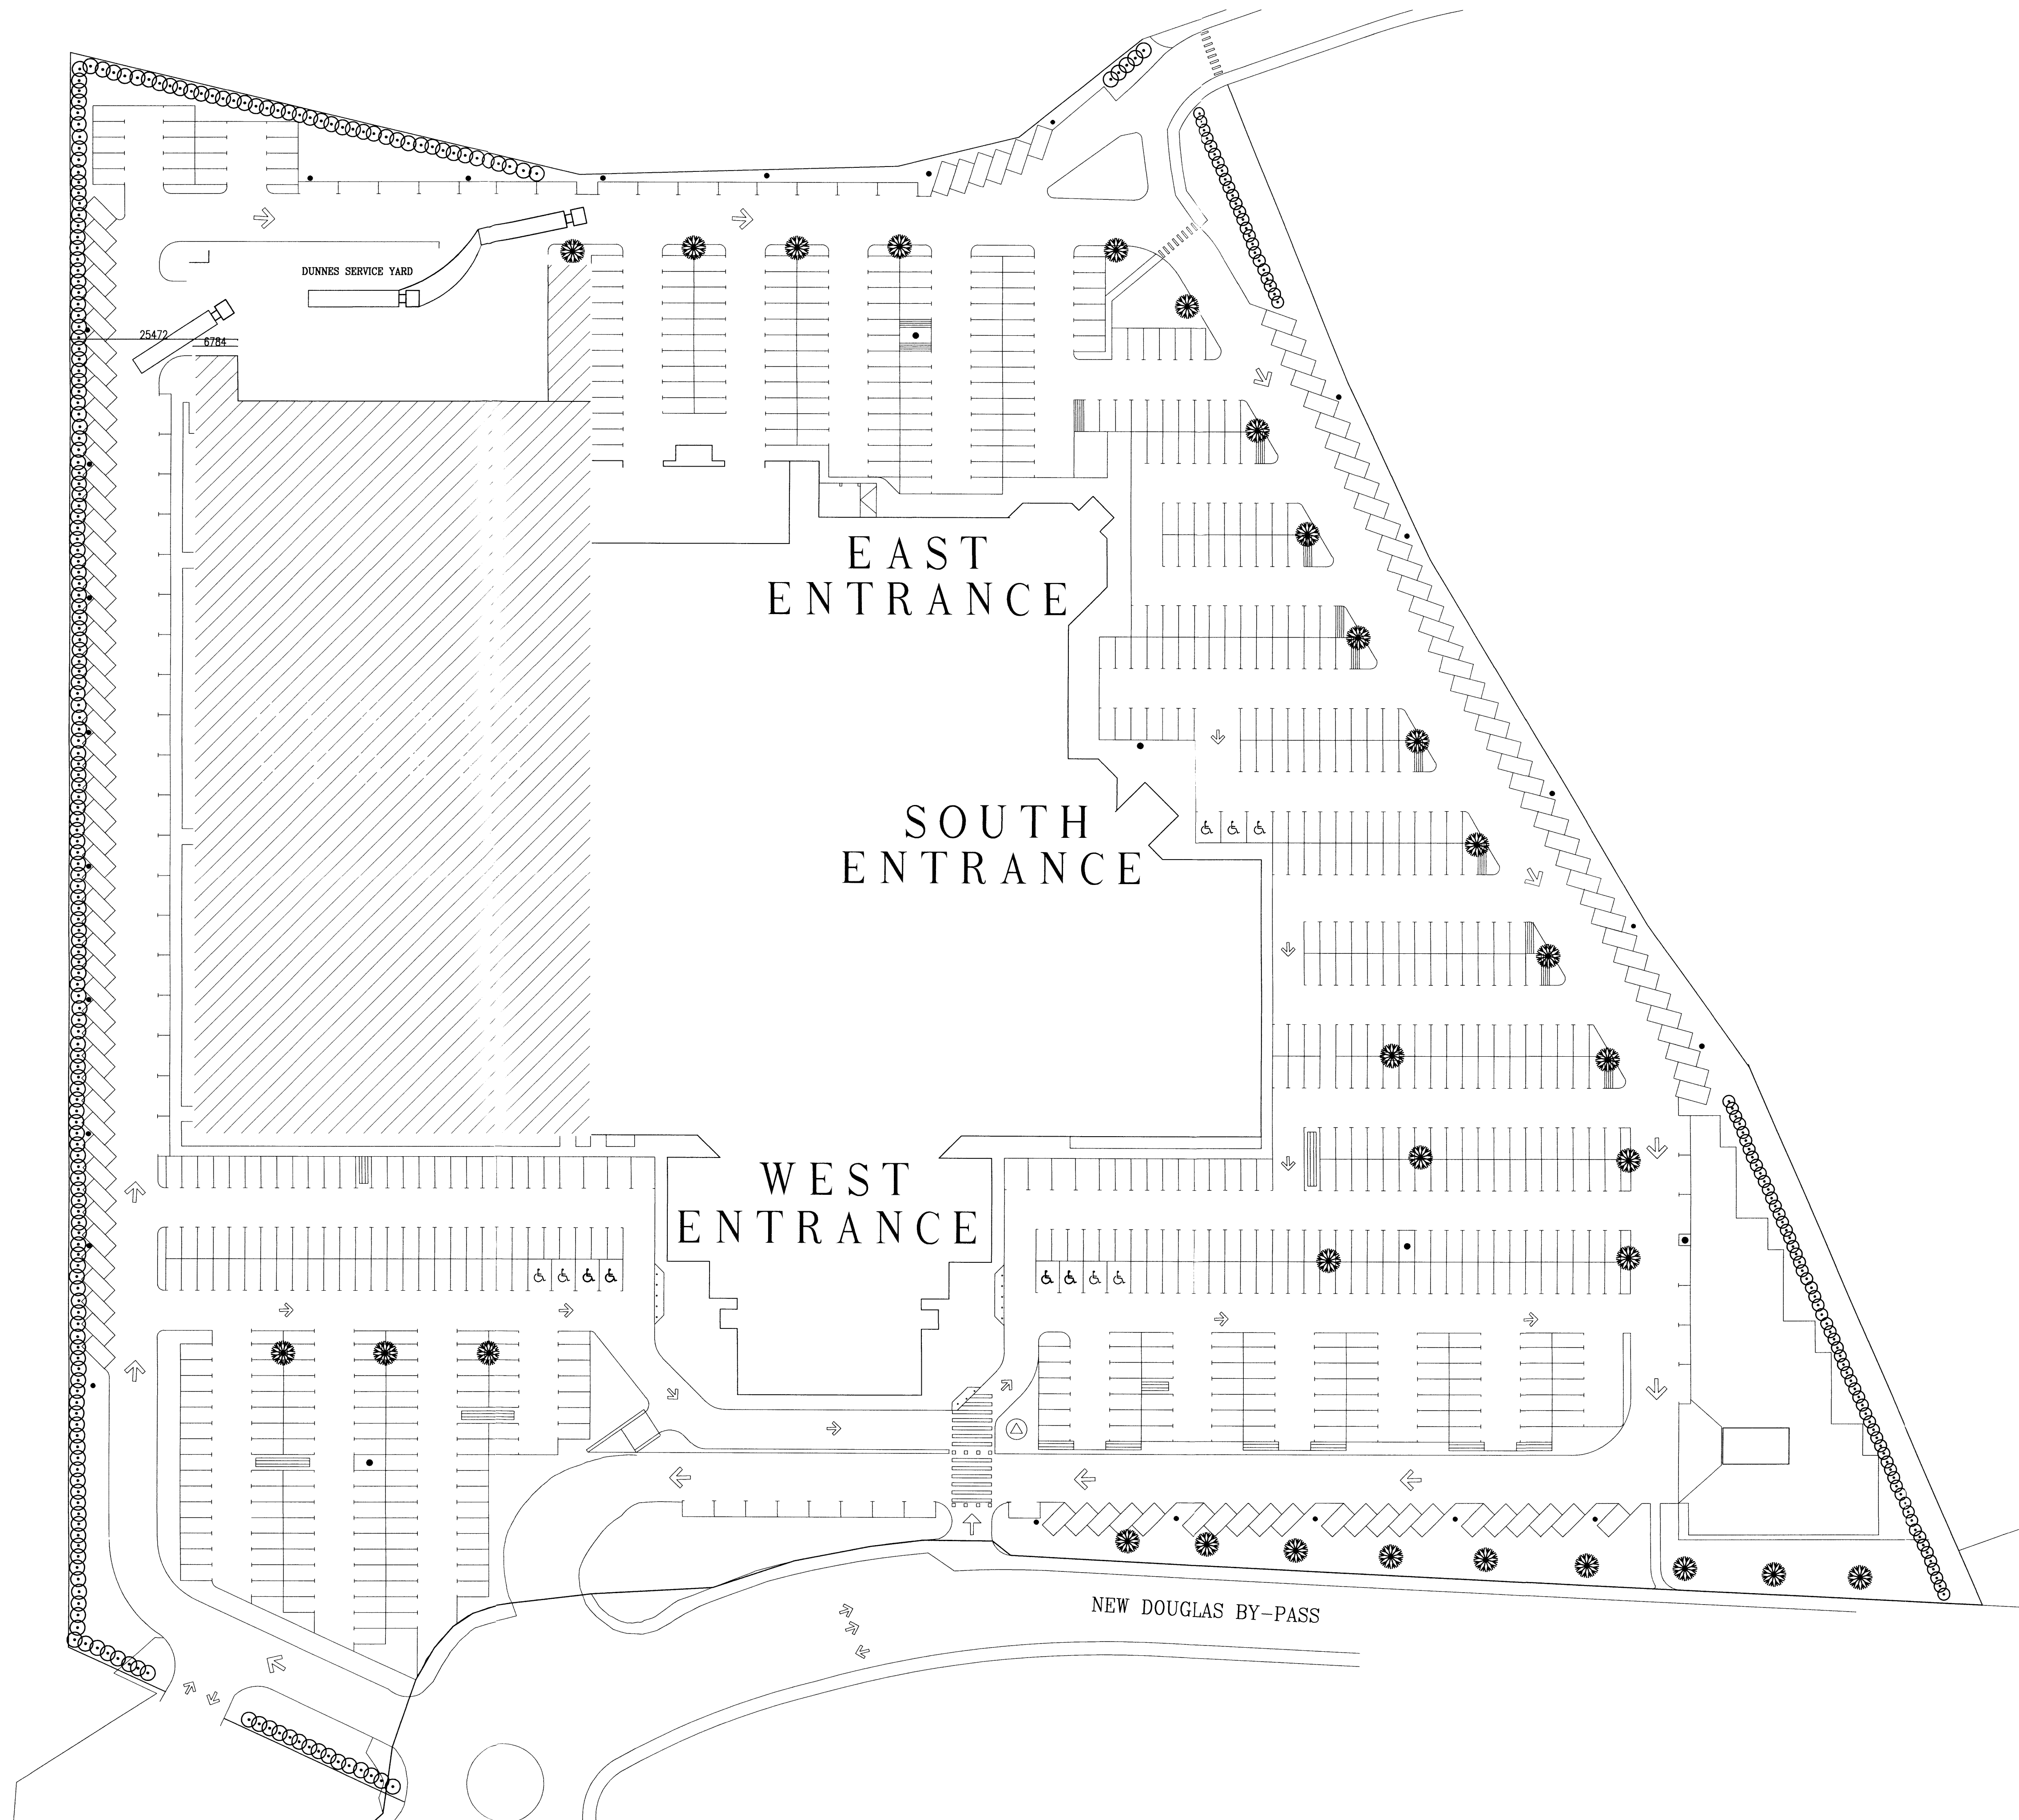 DUNNES SERVICE YARD
25472
6784
EAST
ENTRANCE
SOUTH
ENTRANCE
WEST
ENTRANCE
NEW DOUGLAS BY-PASS